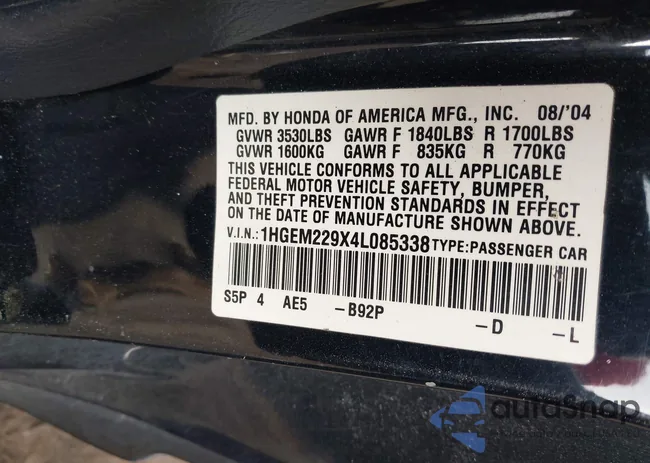 MFD. BY HONDA OF AMERICA MFG., INC. 08/'04
GVWR 3530LBS GAWR F 1840LBS R 1700LBS
GVWR 1600KG GAWR F 835KG R 770KG
THIS VEHICLE CONFORMS TO ALL APPLICABLE
FEDERAL MOTOR VEHICLE SAFETY, BUMPER,
AND THEFT PREVENTION STANDARDS IN EFFECT
ON THE DATE OF MANUFACTURE SHOWN ABOVE.
V.I.N.: 1HGEM229X4L085338 TYPE: PASSENGER CAR
S5P 4 AE5 -B92P -D -L
autoSnap